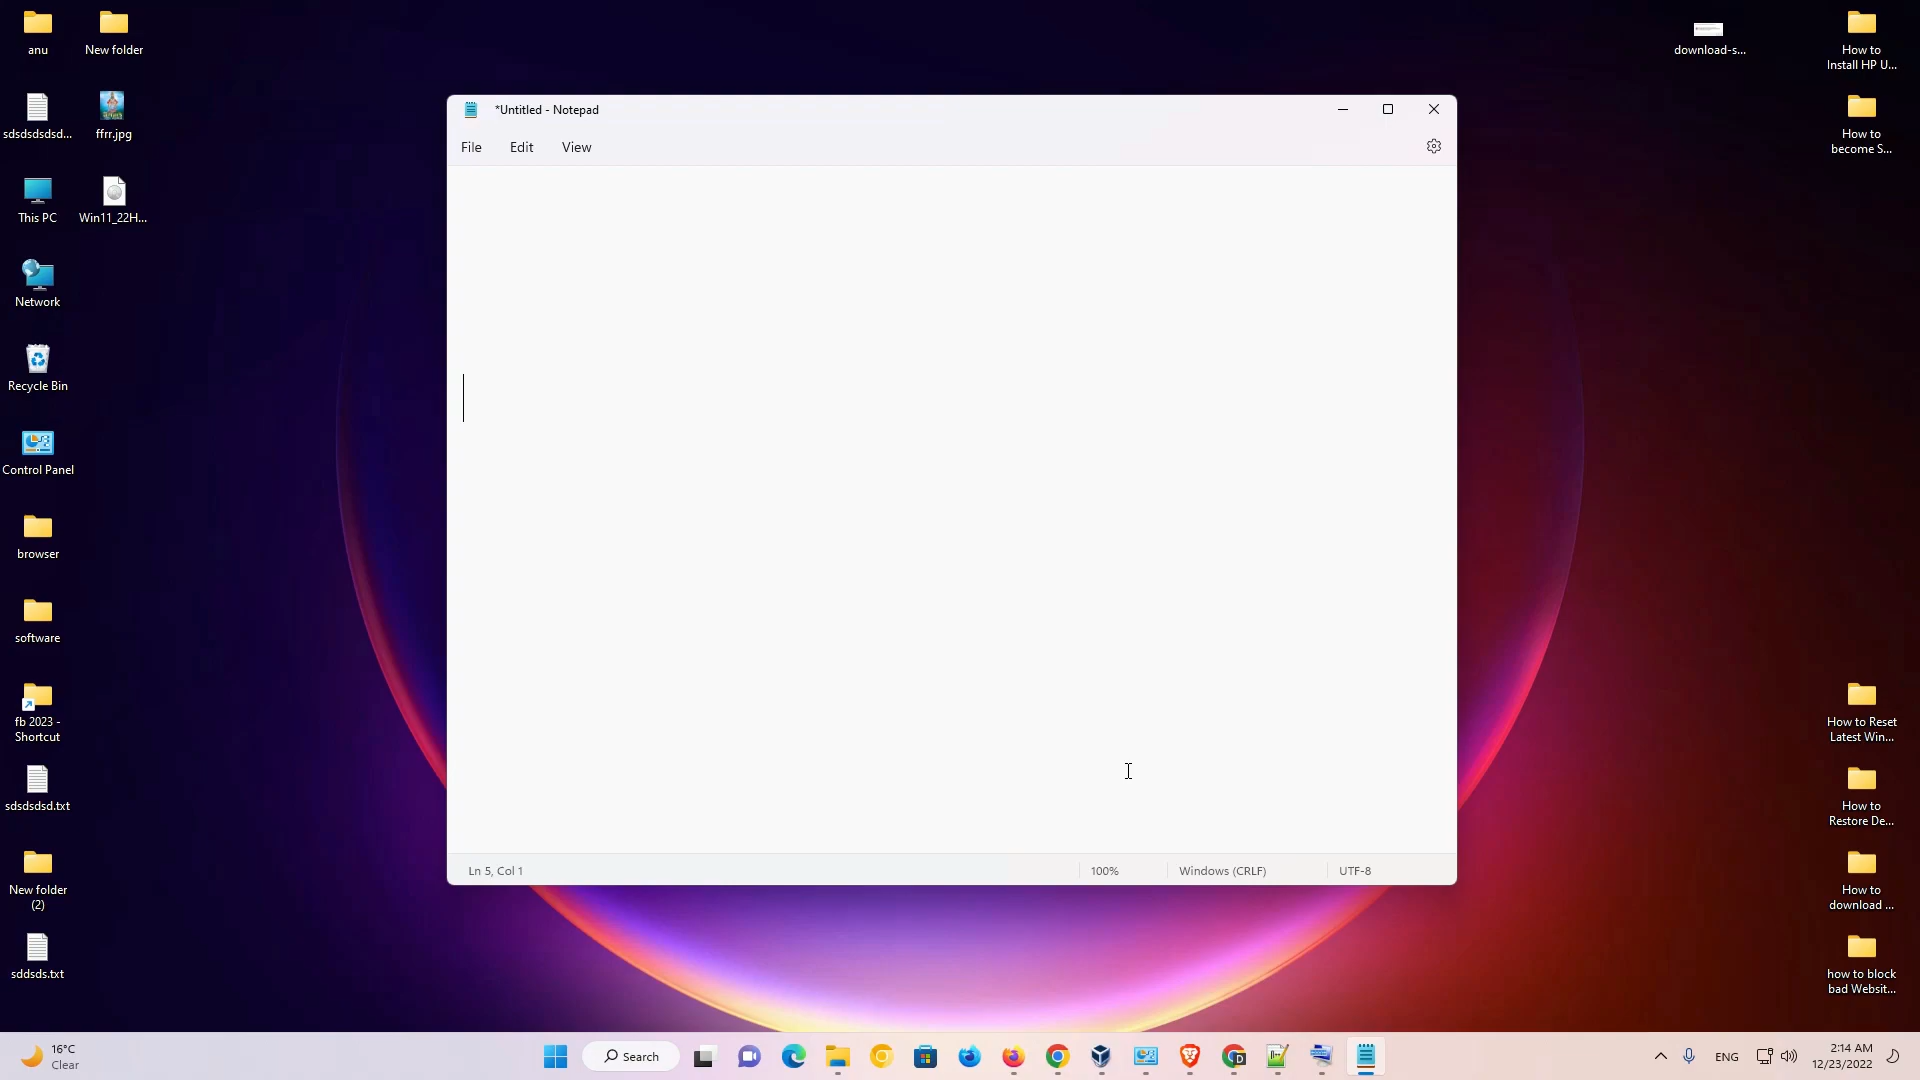 anu
New folder
sdsdsdsdsd...
ffrr.jpg
This PC
Win11_22H...
Network
Recycle Bin
Control Panel
browser
software
fb 2023 -
Shortcut
sdsdsdsd.txt
New folder
(2)
sddsds.txt
*Untitled - Notepad
File Edit View
Ln 5, Col 1
100%
Windows (CRLF)
UTF-8
download-s...
How to
Install HP U...
How to
become S...
How to Reset
Latest Win...
How to
Restore De...
How to
download ...
how to block
bad Websit...
16°C
Clear
Search
D
ENG
2:14 AM
12/23/2022